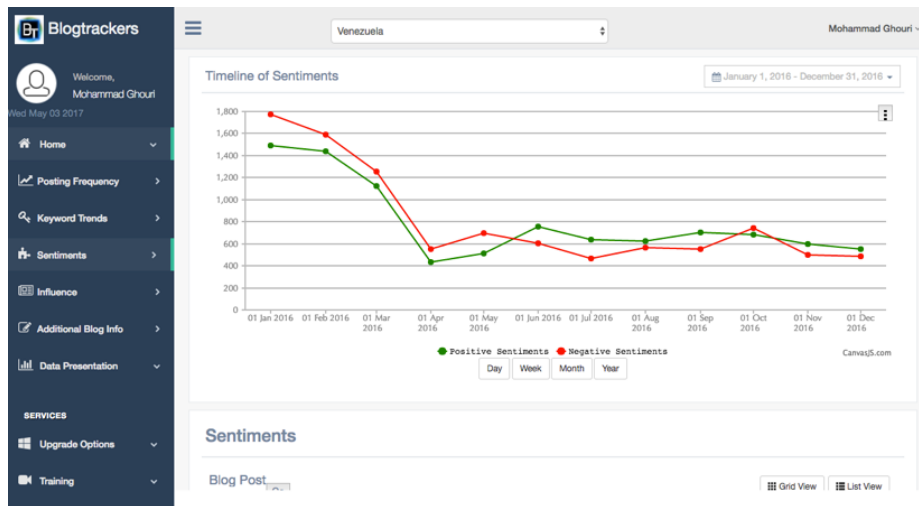 Blogtrackers
Venezuela
Mohammad Ghouri
Welcome,
Mohammad Ghouri
Wed May 03 2017
Home
Posting Frequency
Keyword Trends
Sentiments
Influence
Additional Blog Info
Data Presentation
SERVICES
Upgrade Options
Training
Timeline of Sentiments
January 1, 2016 - December 31, 2016
1,800
1,600
1,400
1,200
1,000
800
600
400
200
0
01 Jan 2016 01 Feb 2016 01 Mar 2016 01 Apr 2016 01 May 2016 01 Jun 2016 01 Jul 2016 01 Aug 2016 01 Sep 2016 01 Oct 2016 01 Nov 2016 01 Dec 2016
Positive Sentiments Negative Sentiments
CanvasJS.com
Day Week Month Year
Sentiments
Blog Post
Grid View List View